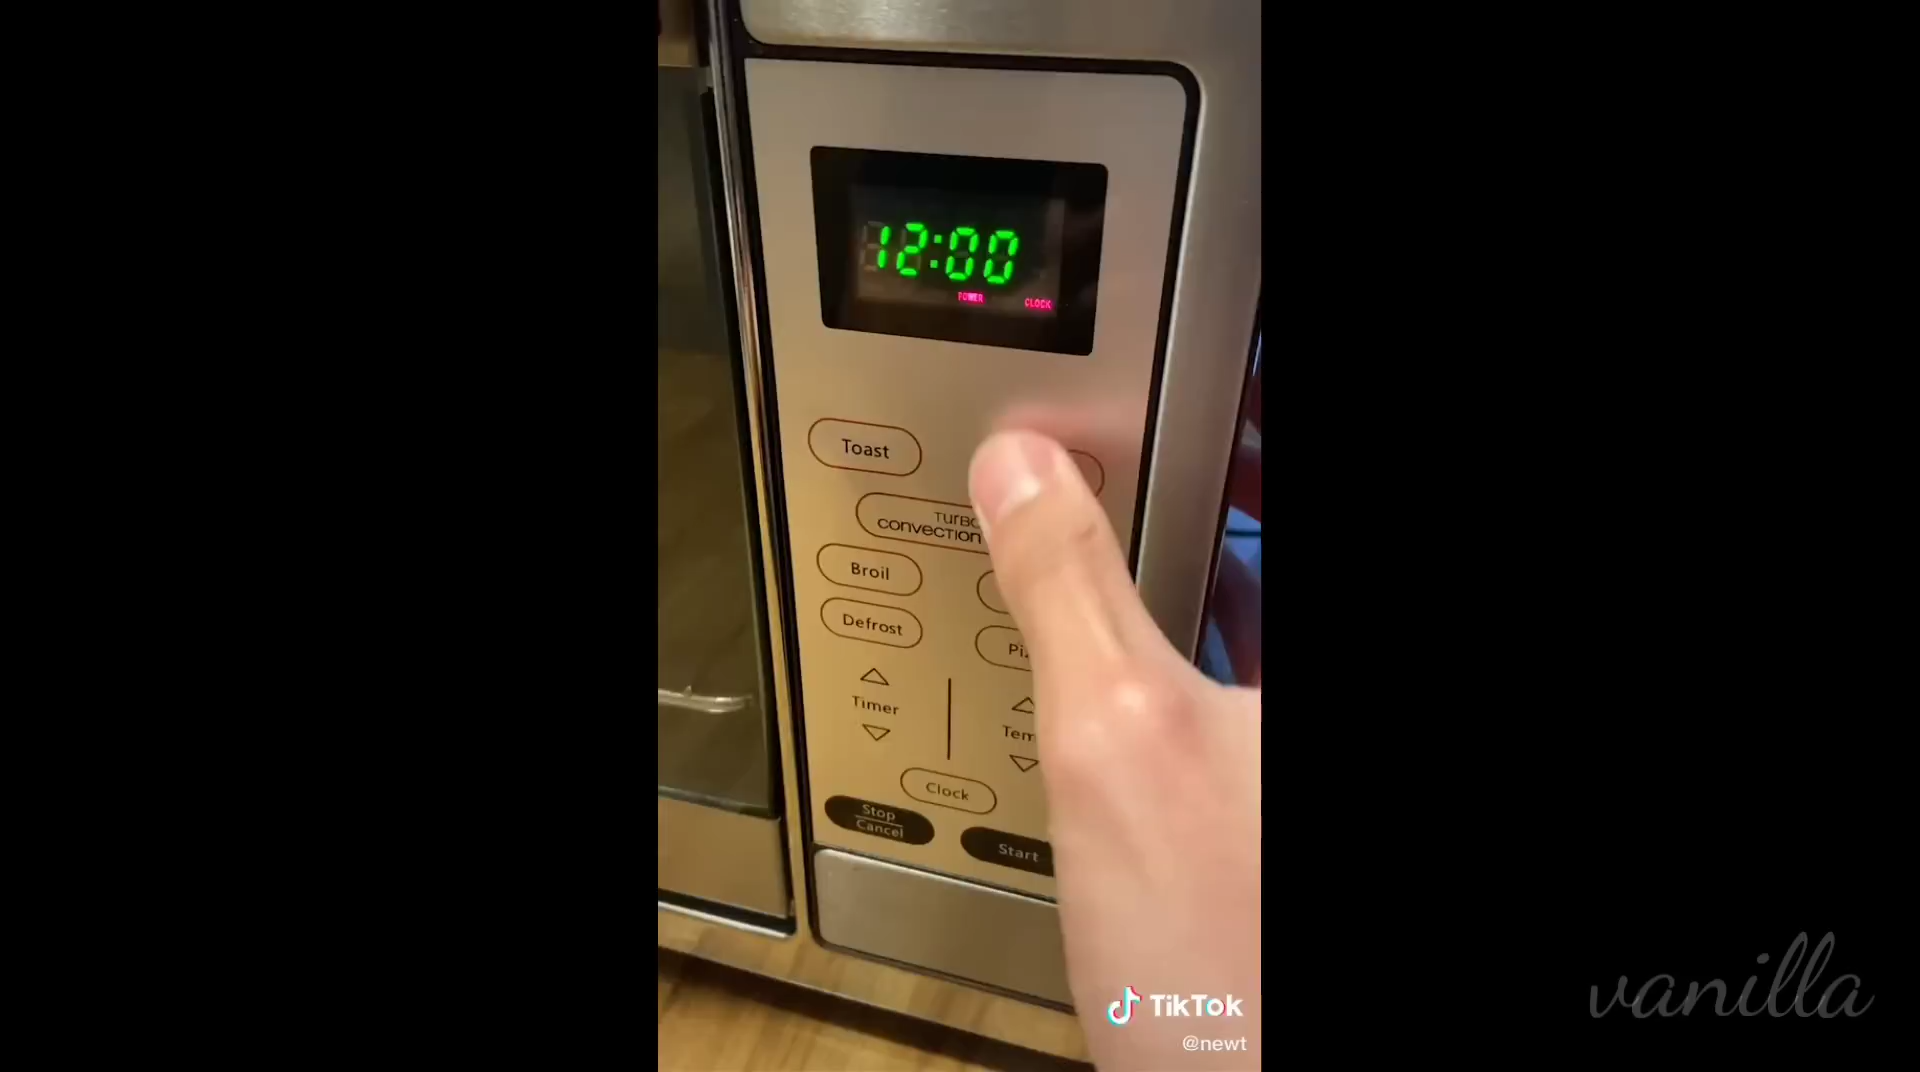 12:00
POWER CLOCK
Toast
TURBO
CONVECTION
Broil
Defrost
Timer
Clock
Stop
Cancel
Start
TikTok
@newt
vanilla